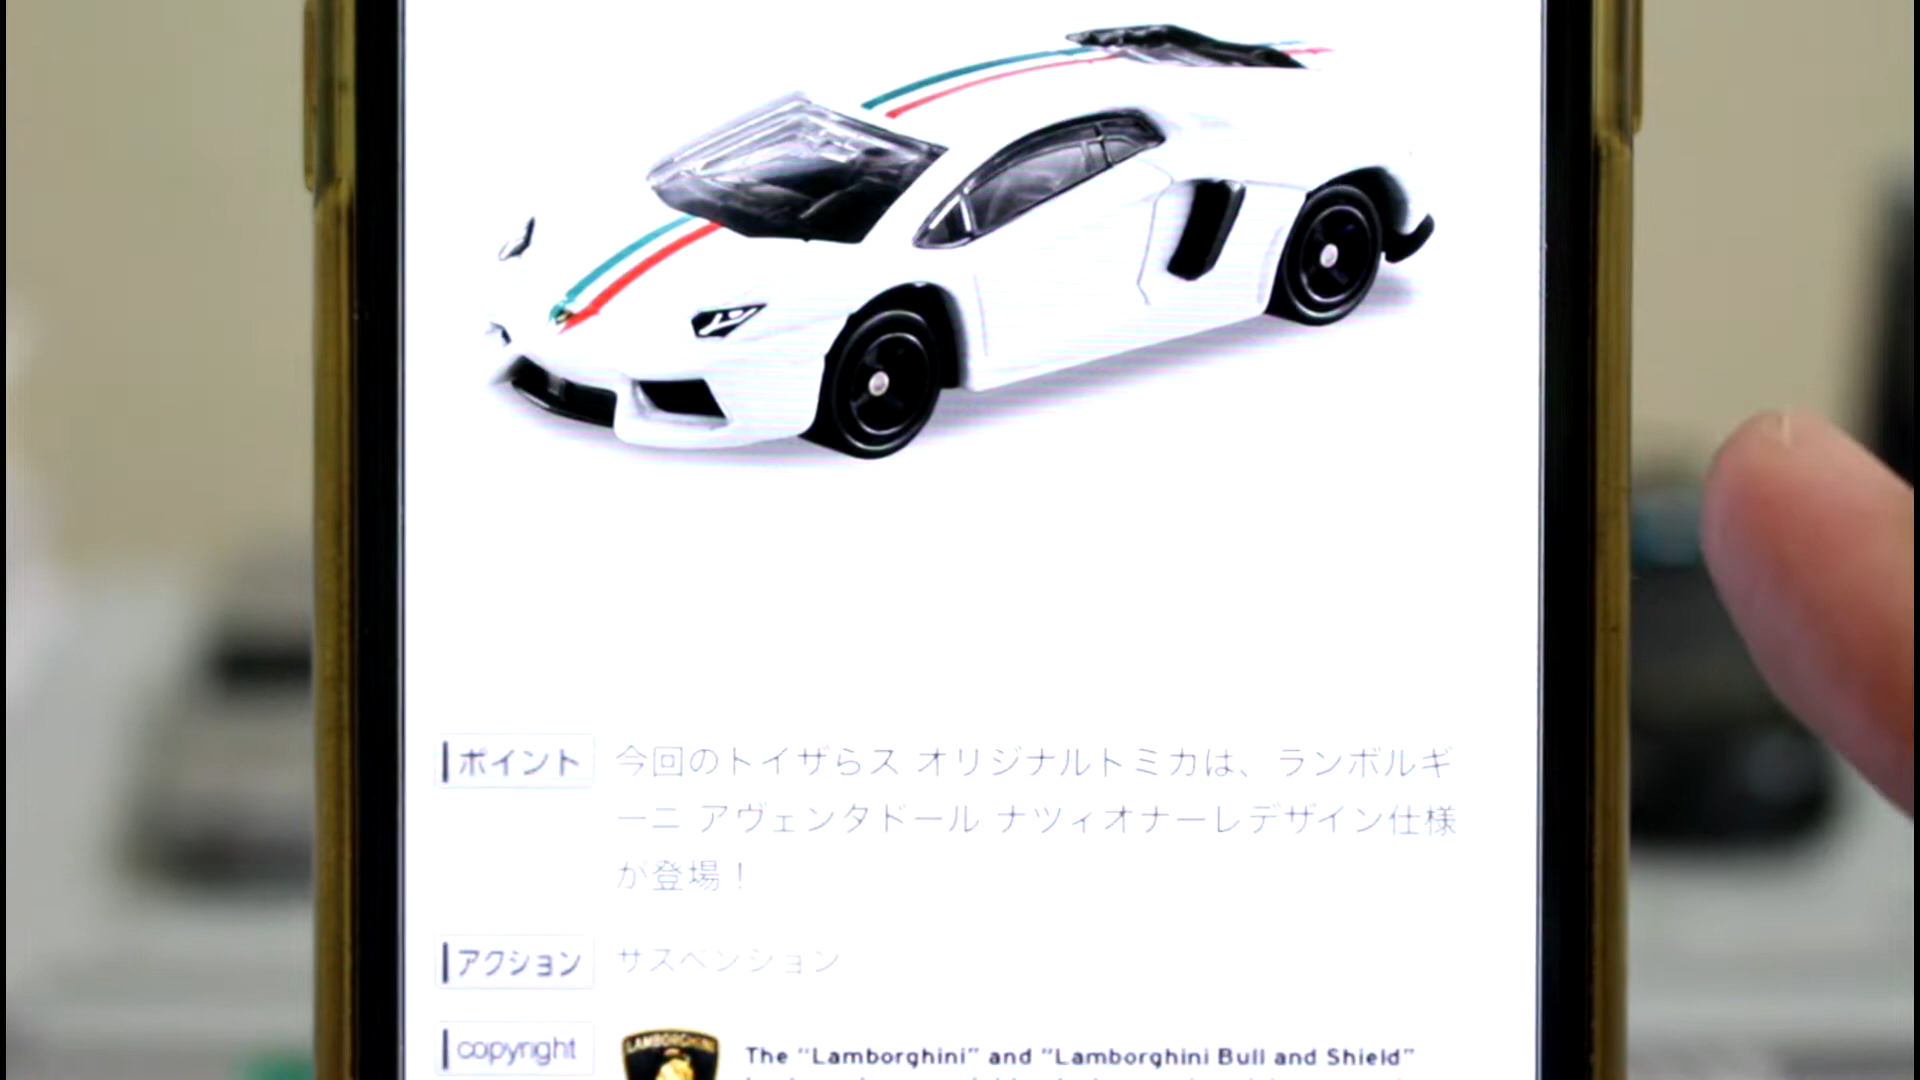 ポイント
今回のトイザらス オリジナルトミカは、ランボルギ
ーニ アヴェンタドール ナツィオナーレデザイン仕様
が登場！
アクション
サスペンション
copyright
LAMBORGHINI
The “Lamborghini” and “Lamborghini Bull and Shield”